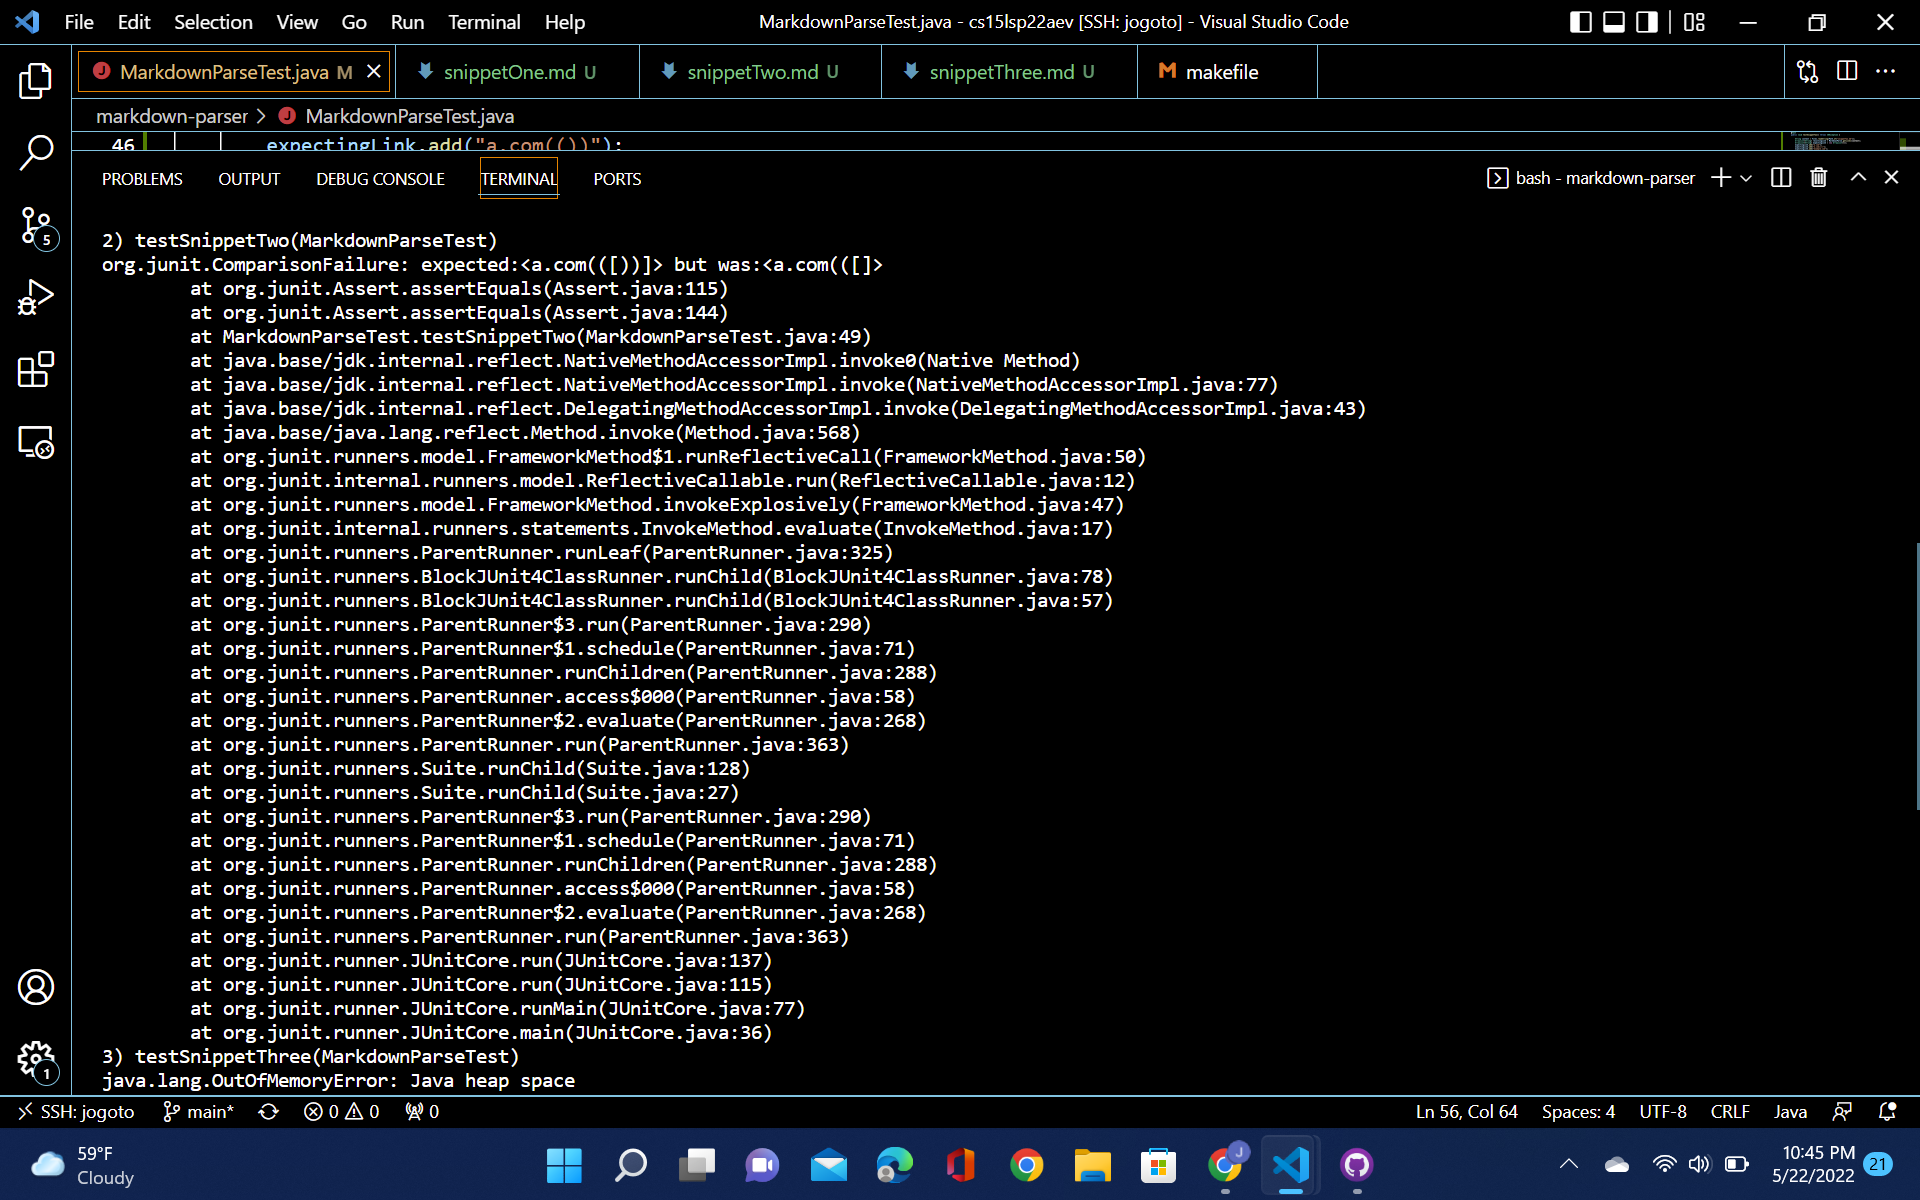 File Edit Selection View Go Run Terminal Help MarkdownParseTest.java - cs15lsp22aev [SSH: jogoto] - Visual Studio Code
MarkdownParseTest.java M snippetOne.md U snippetTwo.md U snippetThree.md U makefile
markdown-parser > MarkdownParseTest.java
46 expectingLink.add("a.com(())");
PROBLEMS OUTPUT DEBUG CONSOLE TERMINAL PORTS bash - markdown-parser
2) testSnippetTwo(MarkdownParseTest)
org.junit.ComparisonFailure: expected:<a.com(([))]> but was:<a.com(([]>
at org.junit.Assert.assertEquals(Assert.java:115)
at org.junit.Assert.assertEquals(Assert.java:144)
at MarkdownParseTest.testSnippetTwo(MarkdownParseTest.java:49)
at java.base/jdk.internal.reflect.NativeMethodAccessorImpl.invoke0(Native Method)
at java.base/jdk.internal.reflect.NativeMethodAccessorImpl.invoke(NativeMethodAccessorImpl.java:77)
at java.base/jdk.internal.reflect.DelegatingMethodAccessorImpl.invoke(DelegatingMethodAccessorImpl.java:43)
at java.base/java.lang.reflect.Method.invoke(Method.java:568)
at org.junit.runners.model.FrameworkMethod$1.runReflectiveCall(FrameworkMethod.java:50)
at org.junit.internal.runners.model.ReflectiveCallable.run(ReflectiveCallable.java:12)
at org.junit.runners.model.FrameworkMethod.invokeExplosively(FrameworkMethod.java:47)
at org.junit.internal.runners.statements.InvokeMethod.evaluate(InvokeMethod.java:17)
at org.junit.runners.ParentRunner.runLeaf(ParentRunner.java:325)
at org.junit.runners.BlockJUnit4ClassRunner.runChild(BlockJUnit4ClassRunner.java:78)
at org.junit.runners.BlockJUnit4ClassRunner.runChild(BlockJUnit4ClassRunner.java:57)
at org.junit.runners.ParentRunner$3.run(ParentRunner.java:290)
at org.junit.runners.ParentRunner$1.schedule(ParentRunner.java:71)
at org.junit.runners.ParentRunner.runChildren(ParentRunner.java:288)
at org.junit.runners.ParentRunner.access$000(ParentRunner.java:58)
at org.junit.runners.ParentRunner$2.evaluate(ParentRunner.java:268)
at org.junit.runners.ParentRunner.run(ParentRunner.java:363)
at org.junit.runners.Suite.runChild(Suite.java:128)
at org.junit.runners.Suite.runChild(Suite.java:27)
at org.junit.runners.ParentRunner$3.run(ParentRunner.java:290)
at org.junit.runners.ParentRunner$1.schedule(ParentRunner.java:71)
at org.junit.runners.ParentRunner.runChildren(ParentRunner.java:288)
at org.junit.runners.ParentRunner.access$000(ParentRunner.java:58)
at org.junit.runners.ParentRunner$2.evaluate(ParentRunner.java:268)
at org.junit.runners.ParentRunner.run(ParentRunner.java:363)
at org.junit.runner.JUnitCore.run(JUnitCore.java:137)
at org.junit.runner.JUnitCore.run(JUnitCore.java:115)
at org.junit.runner.JUnitCore.runMain(JUnitCore.java:77)
at org.junit.runner.JUnitCore.main(JUnitCore.java:36)
3) testSnippetThree(MarkdownParseTest)
java.lang.OutOfMemoryError: Java heap space
5
1
SSH: jogoto main* 0 0 0 Ln 56, Col 64 Spaces: 4 UTF-8 CRLF Java
59°F
Cloudy
J
10:45 PM
5/22/2022
21